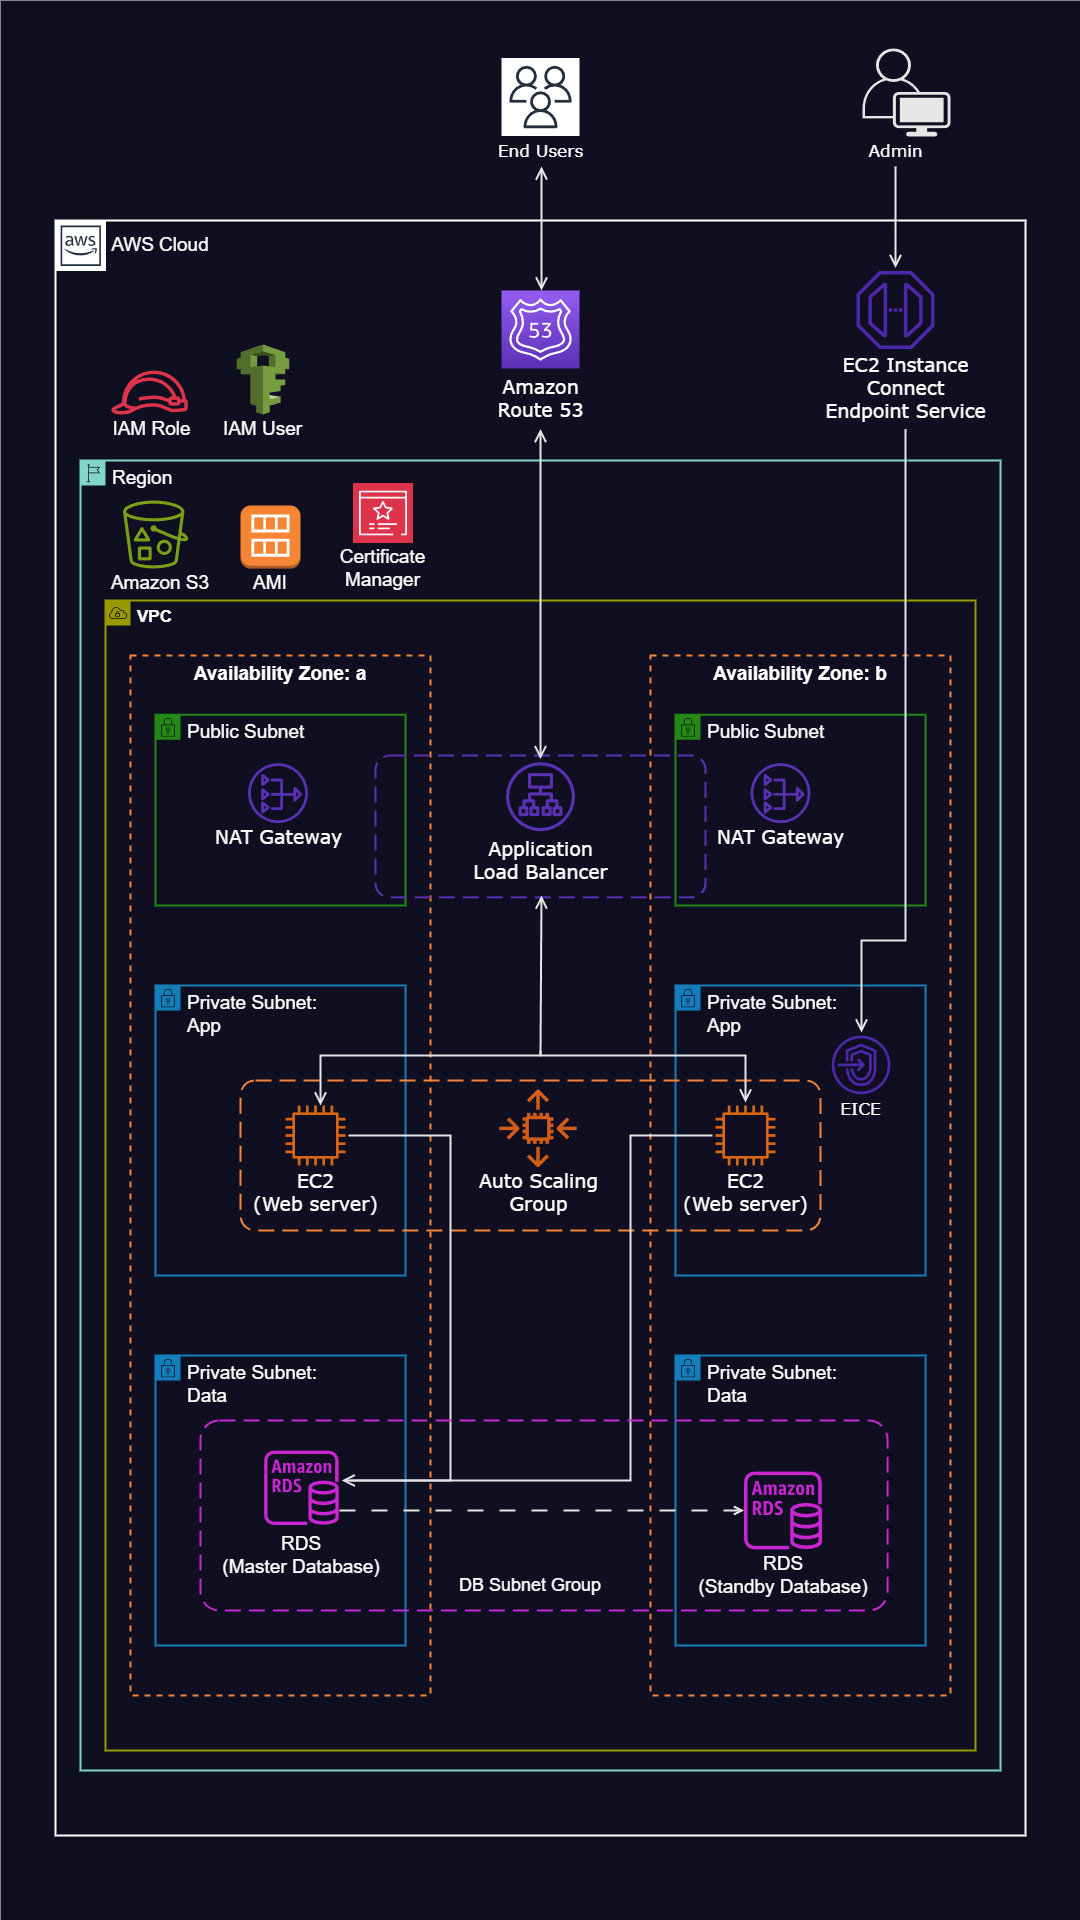 End Users
Admin
aws
AWS Cloud
53
Amazon
Route 53
EC2 Instance
Connect
Endpoint Service
IAM Role
IAM User
Region
Amazon S3
AMI
Certificate
Manager
VPC
Availability Zone: a
Availability Zone: b
Public Subnet
Public Subnet
NAT Gateway
Application
Load Balancer
NAT Gateway
Private Subnet:
App
Private Subnet:
App
EICE
EC2
(Web server)
Auto Scaling
Group
EC2
(Web server)
Private Subnet:
Data
Private Subnet:
Data
Amazon
RDS
RDS
(Master Database)
Amazon
RDS
RDS
(Standby Database)
DB Subnet Group